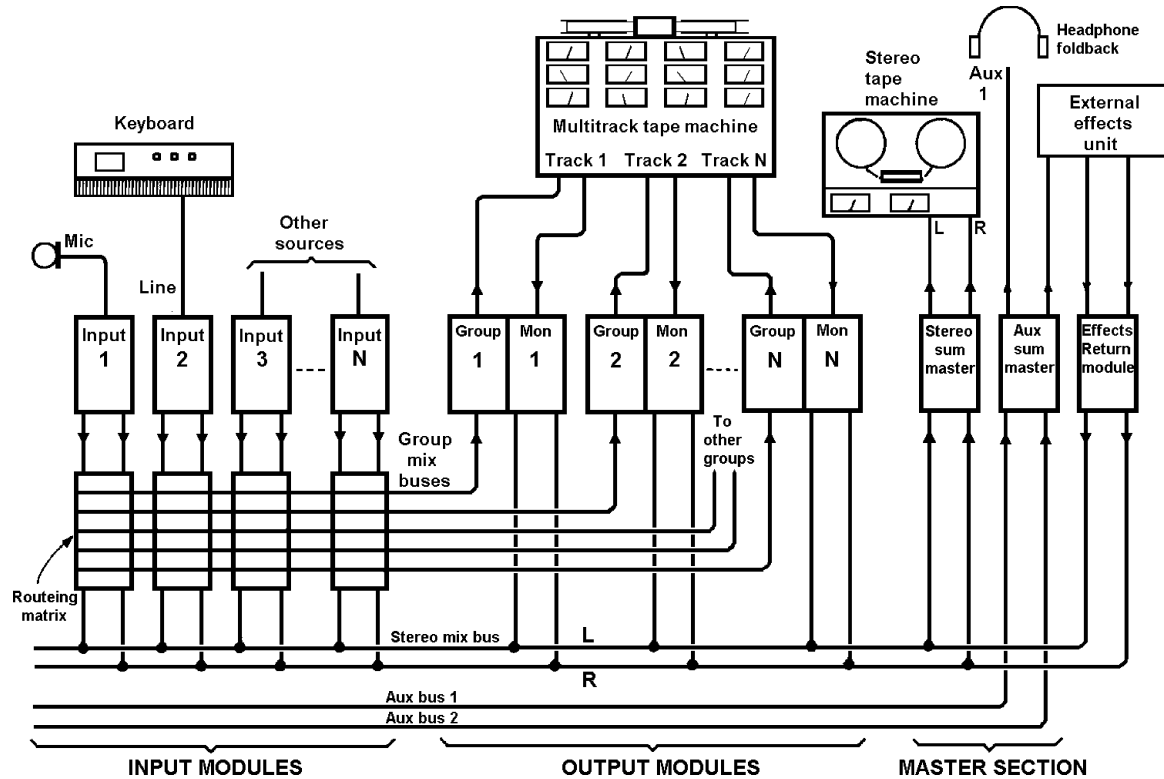 Headphone
foldback
Aux
1
Stereo
tape
machine
External
effects
unit
Multitrack tape machine
Track 1 Track 2 Track N
Keyboard
Other
sources
Mic
Line
L R
Input
1
Input
2
Input
3
Input
N
Group
1
Mon
1
Group
2
Mon
2
Group
N
Mon
N
Stereo
sum
master
Aux
sum
master
Effects
Return
module
Group
mix
buses
To
other
groups
Routeing
matrix
Stereo mix bus
L
R
Aux bus 1
Aux bus 2
INPUT MODULES
OUTPUT MODULES
MASTER SECTION